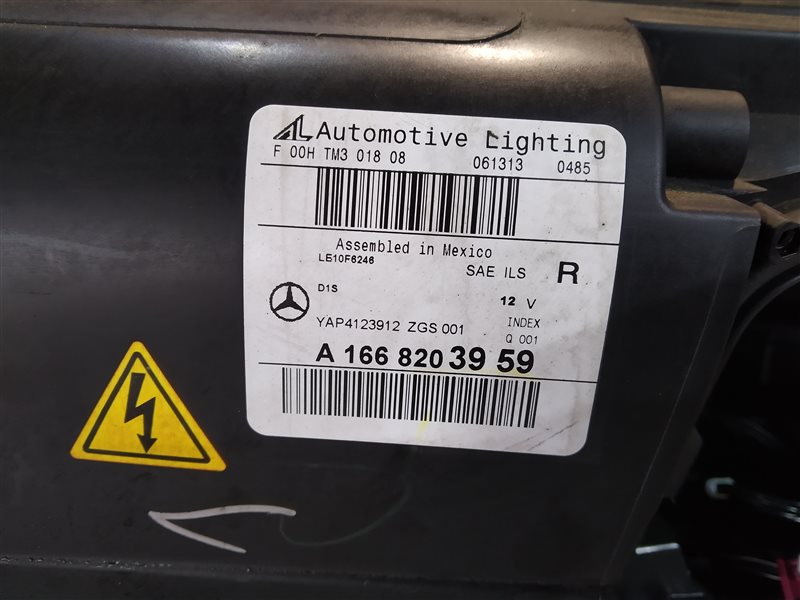 AL Automotive Lighting
F 00H TM3 018 08 061313 0485
Assembled in Mexico
LE10F6246 SAE ILS R
D1S 12 V
YAP4123912 ZGS 001 INDEX
Q 001
A 166 820 39 59